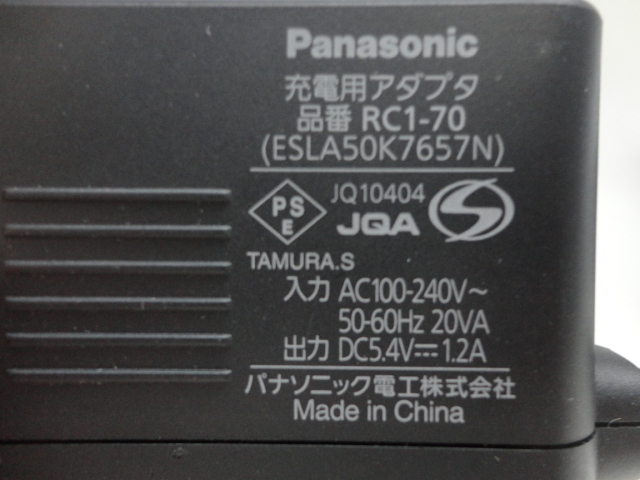 Panasonic
充電用アダプタ
品番 RC1-70
(ESLA50K7657N)
PS
E
JQ10404
JQA
S
TAMURA.S
入力 AC100-240V~
50-60Hz 20VA
出力 DC5.4V⎓1.2A
パナソニック電工株式会社
Made in China